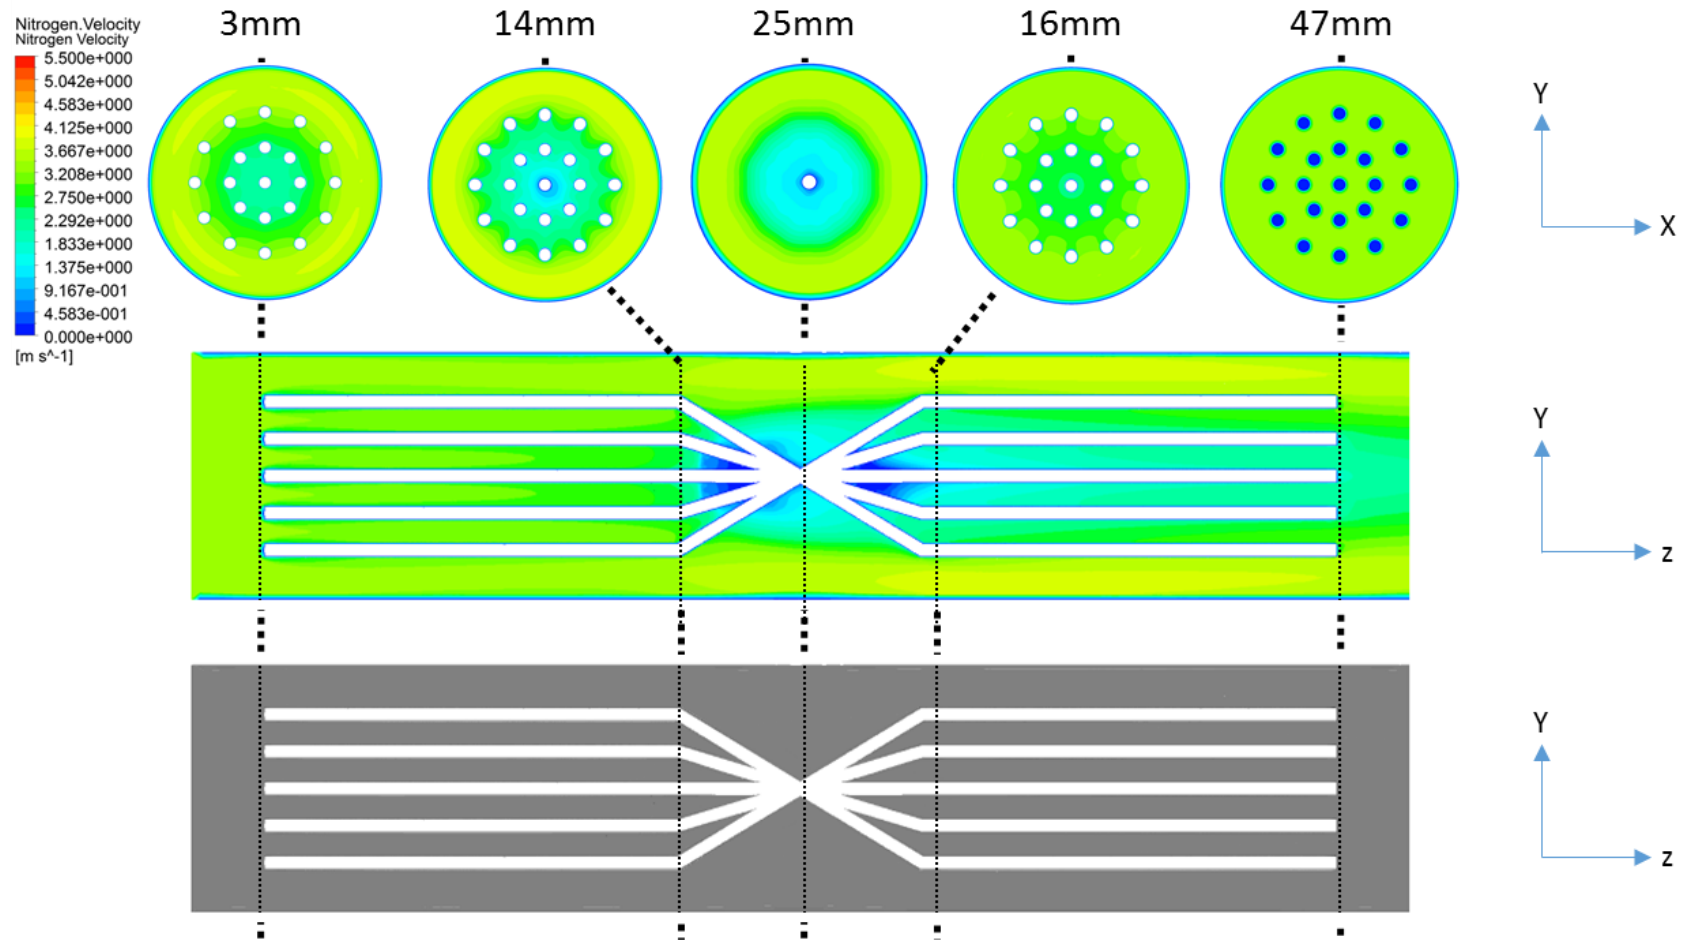 3mm
14mm
25mm
16mm
47mm
Nitrogen.Velocity
Nitrogen Velocity
5.500e+000
5.042e+000
4.583e+000
4.125e+000
3.667e+000
3.208e+000
2.750e+000
2.292e+000
1.833e+000
1.375e+000
9.167e-001
4.583e-001
0.000e+000
[m s^-1]
Y
X
Y
z
Y
z